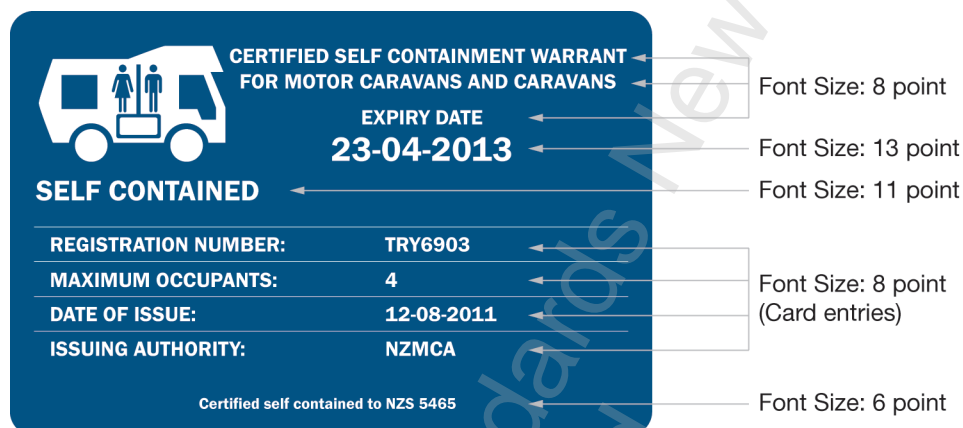 CERTIFIED SELF CONTAINMENT WARRANT
FOR MOTOR CARAVANS AND CARAVANS
Font Size: 8 point
EXPIRY DATE
23-04-2013
Font Size: 13 point
SELF CONTAINED
Font Size: 11 point
REGISTRATION NUMBER: TRY6903
MAXIMUM OCCUPANTS: 4
Font Size: 8 point
(Card entries)
DATE OF ISSUE: 12-08-2011
ISSUING AUTHORITY: NZMCA
Certified self contained to NZS 5465
Font Size: 6 point
New